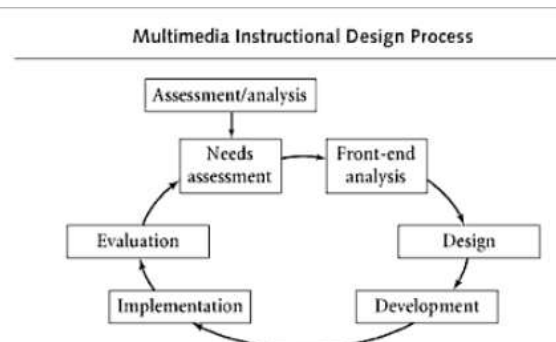 Multimedia Instructional Design Process
Assessment/analysis
Needs
assessment
Front-end
analysis
Evaluation
Design
Implementation
Development